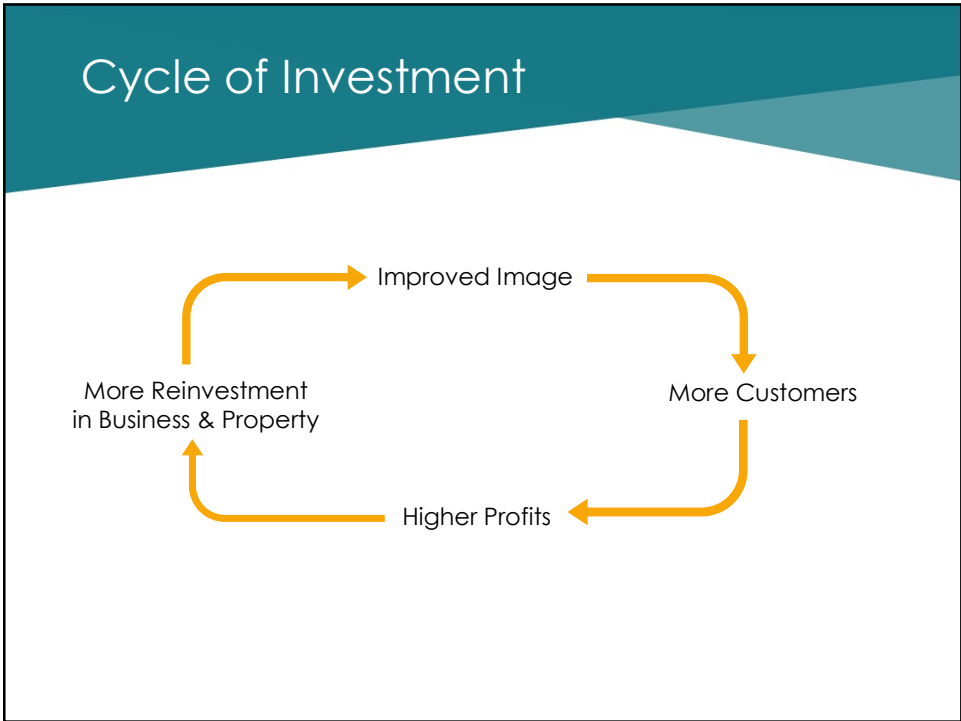 Cycle of Investment
Improved Image
More Customers
Higher Profits
More Reinvestment
in Business & Property